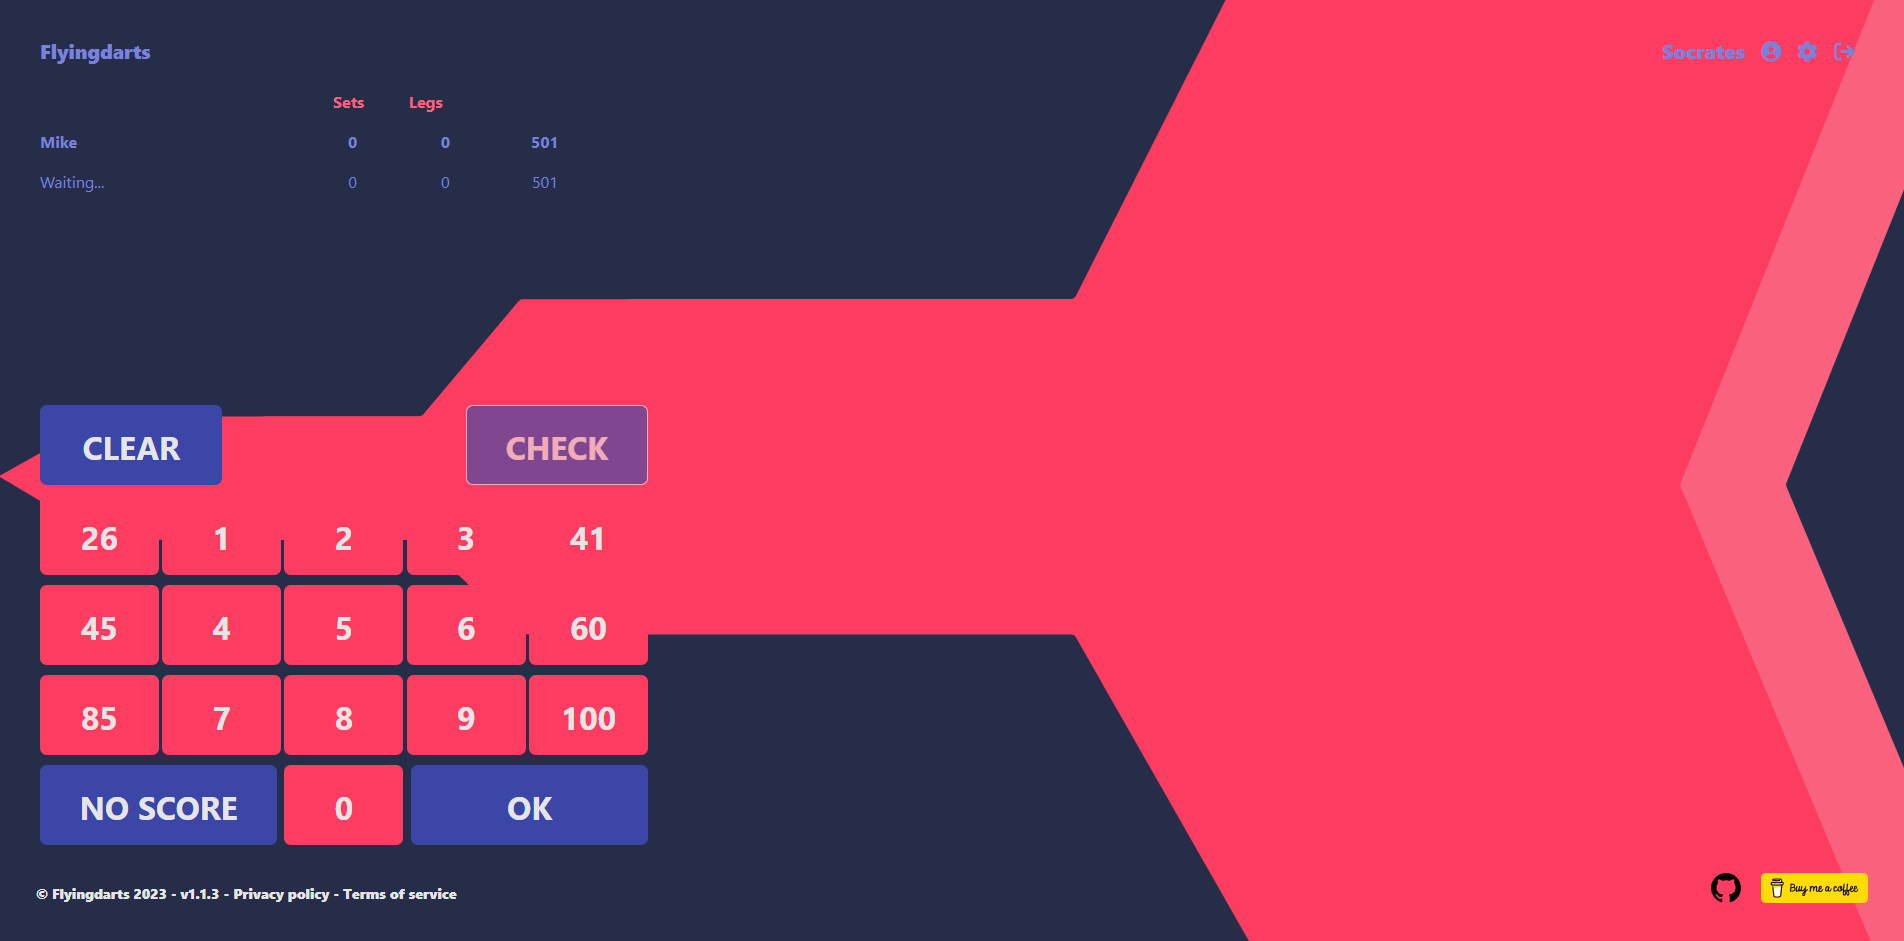 Flyingdarts
Socrates
Sets Legs
Mike 0 0 501
Waiting... 0 0 501
CLEAR CHECK
26 1 2 3 41
45 4 5 6 60
85 7 8 9 100
NO SCORE 0 OK
© Flyingdarts 2023 - v1.1.3 - Privacy policy - Terms of service
Buy me a coffee